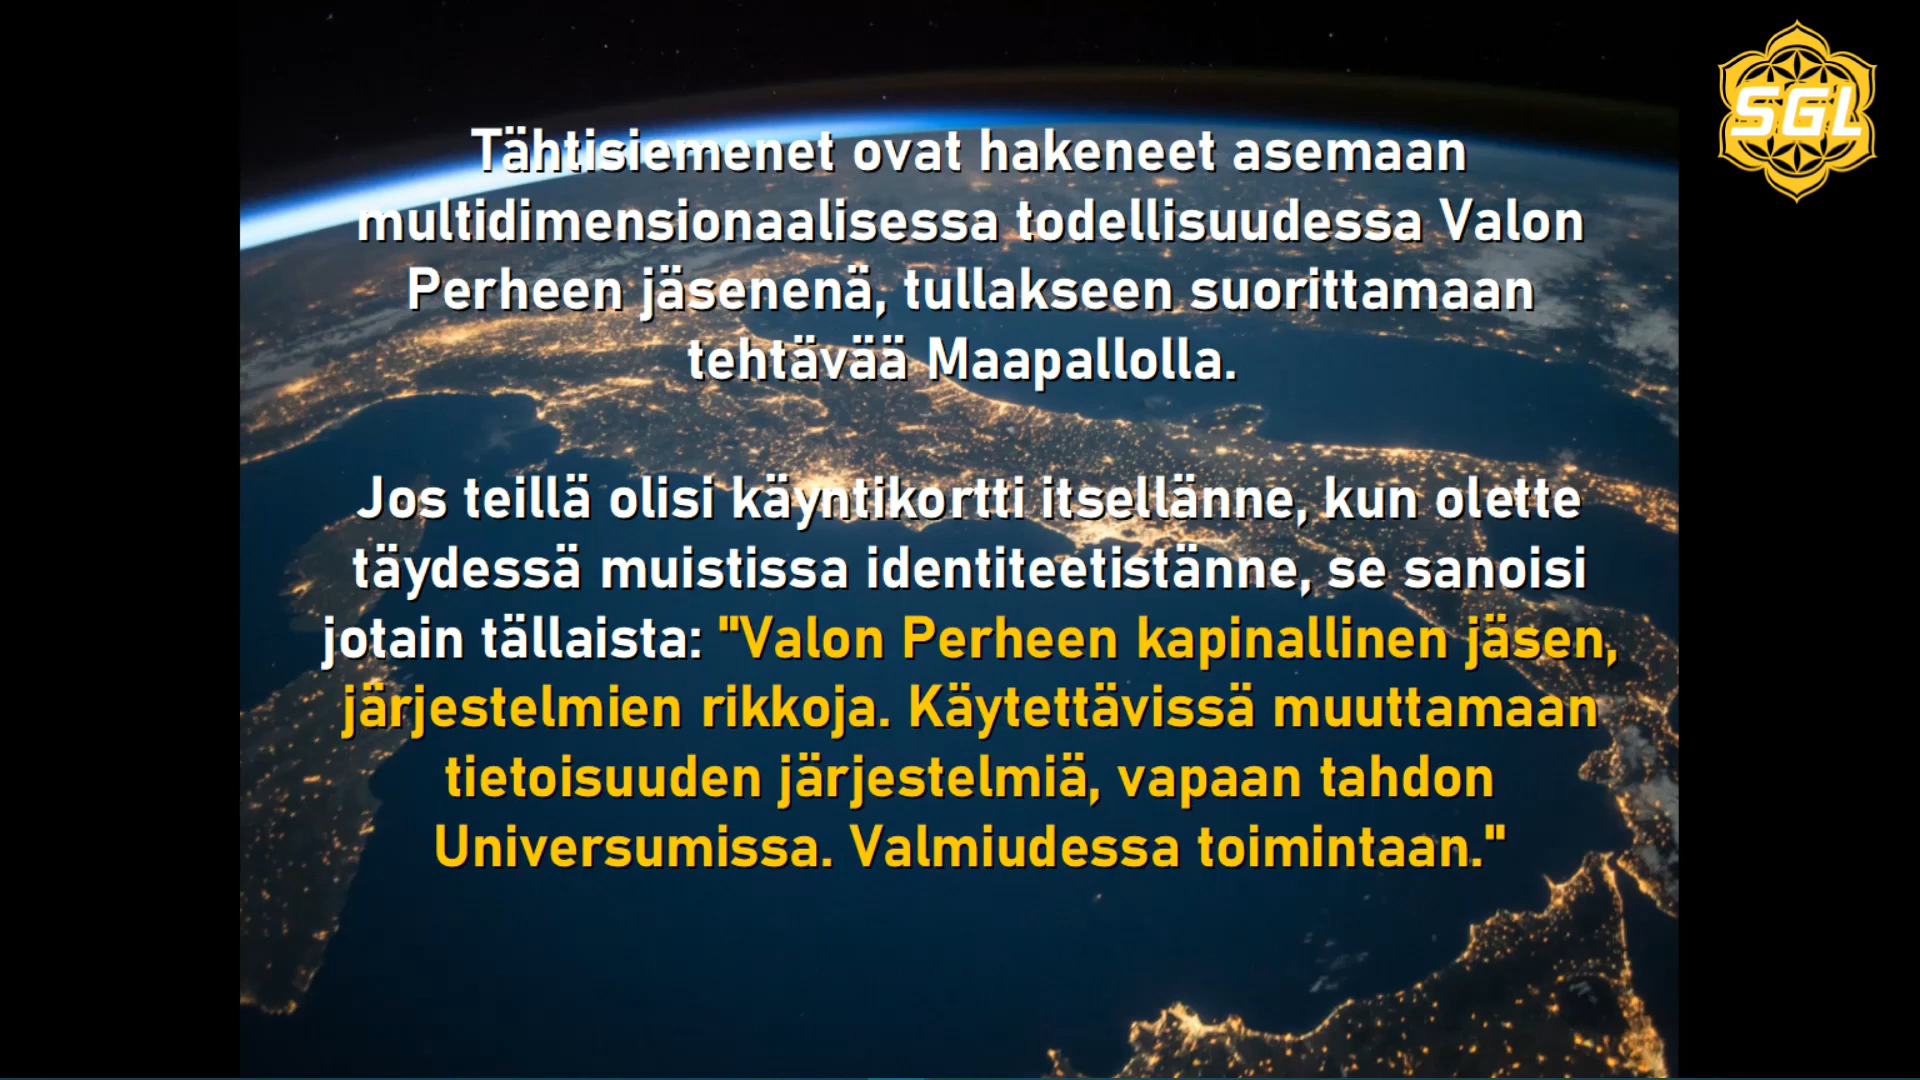 SGL
Tähtisiemenet ovat hakeneet asemaan
multidimensionaalisessa todellisuudessa Valon
Perheen jäsenenä, tullakseen suorittamaan
tehtävää Maapallolla.
Jos teillä olisi käyntikortti itsellänne, kun olette
täydessä muistissa identiteetistänne, se sanoisi
jotain tällaista: "Valon Perheen kapinallinen jäsen,
järjestelmien rikkoja. Käytettävissä muuttamaan
tietoisuuden järjestelmiä, vapaan tahdon
Universumissa. Valmiudessa toimintaan."